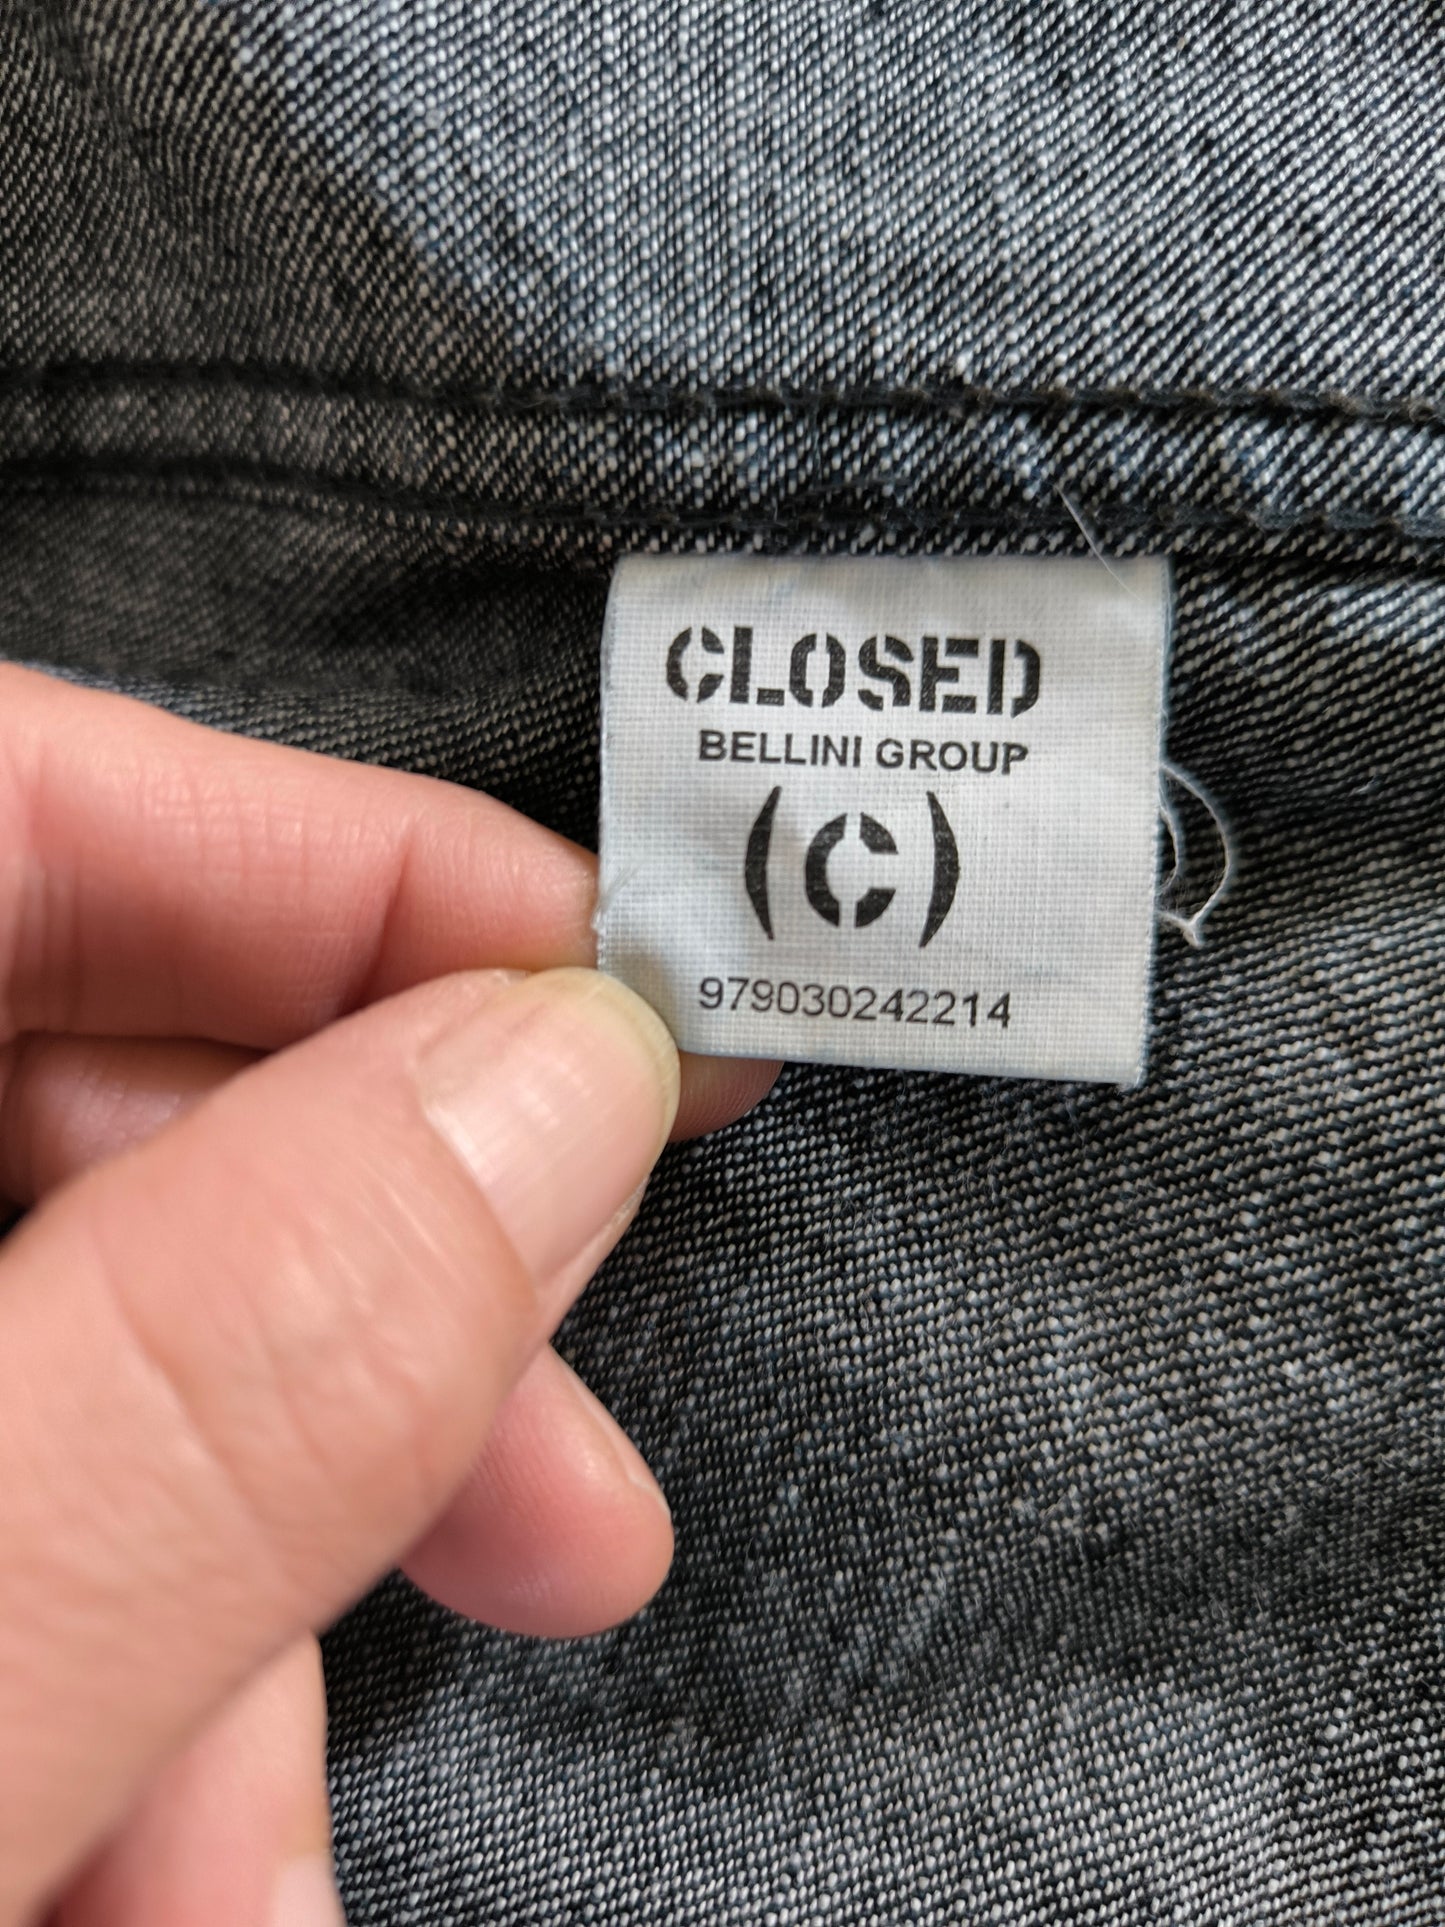 CLOSED
BELLINI GROUP
(C)
979030242214